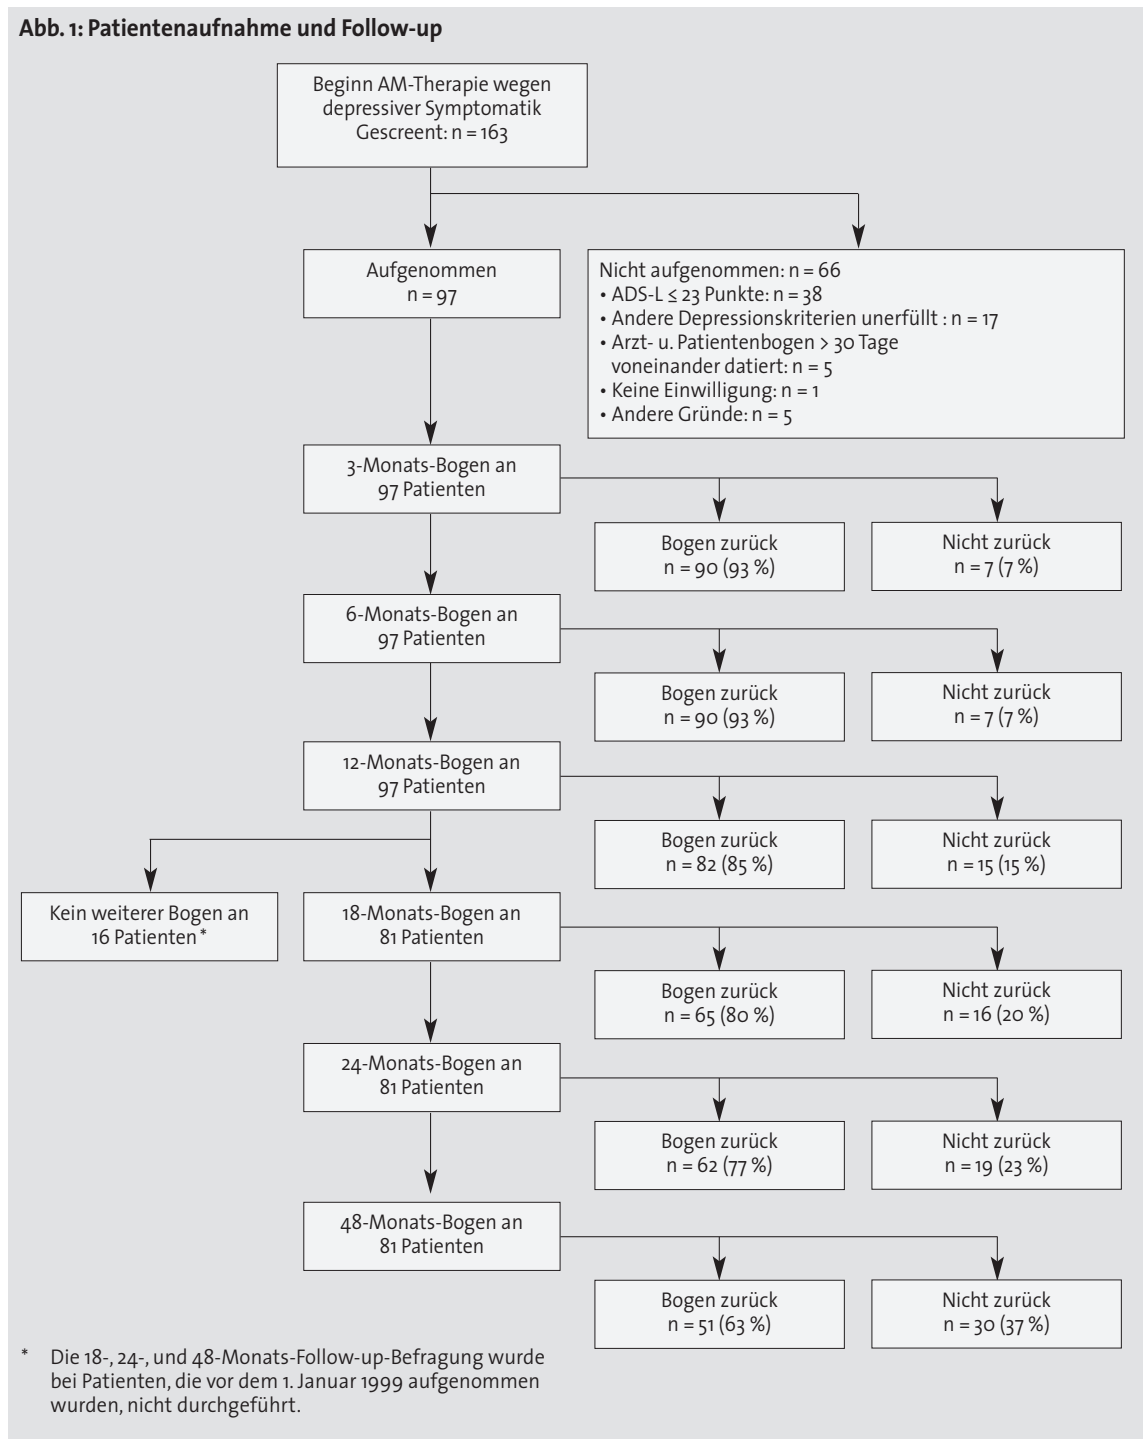 Abb. 1: Patientenaufnahme und Follow-up
Beginn AM-Therapie wegen
depressiver Symptomatik
Gescreent: n = 163
Aufgenommen
n = 97
Nicht aufgenommen: n = 66
• ADS-L ≤ 23 Punkte: n = 38
• Andere Depressionskriterien unerfüllt : n = 17
• Arzt- u. Patientenbogen > 30 Tage
voneinander datiert: n = 5
• Keine Einwilligung: n = 1
• Andere Gründe: n = 5
3-Monats-Bogen an
97 Patienten
Bogen zurück
n = 90 (93 %)
Nicht zurück
n = 7 (7 %)
6-Monats-Bogen an
97 Patienten
Bogen zurück
n = 90 (93 %)
Nicht zurück
n = 7 (7 %)
12-Monats-Bogen an
97 Patienten
Bogen zurück
n = 82 (85 %)
Nicht zurück
n = 15 (15 %)
Kein weiterer Bogen an
16 Patienten*
18-Monats-Bogen an
81 Patienten
Bogen zurück
n = 65 (80 %)
Nicht zurück
n = 16 (20 %)
24-Monats-Bogen an
81 Patienten
Bogen zurück
n = 62 (77 %)
Nicht zurück
n = 19 (23 %)
48-Monats-Bogen an
81 Patienten
Bogen zurück
n = 51 (63 %)
Nicht zurück
n = 30 (37 %)
* Die 18-, 24-, und 48-Monats-Follow-up-Befragung wurde
bei Patienten, die vor dem 1. Januar 1999 aufgenommen
wurden, nicht durchgeführt.